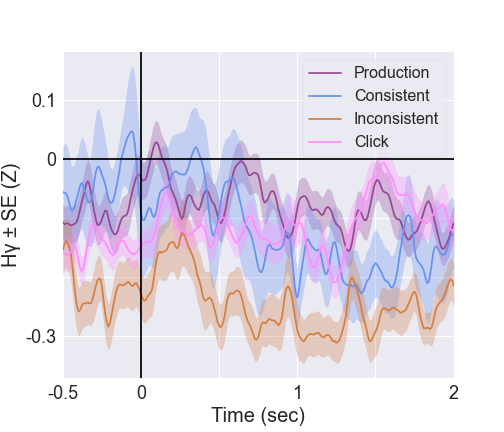 Production
Consistent
Inconsistent
Click
0.1
0
-0.3
Hγ ± SE (Z)
-0.5
0
1
2
Time (sec)